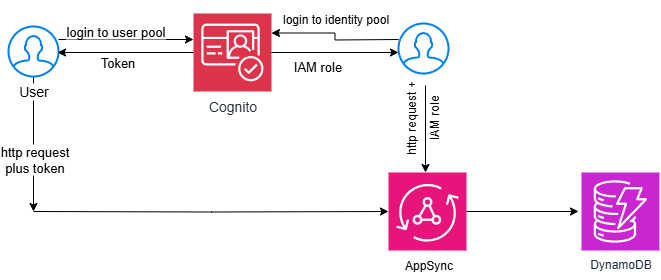 login to user pool
login to identity pool
Token
IAM role
User
Cognito
http request +
IAM role
http request
plus token
AppSync
DynamoDB